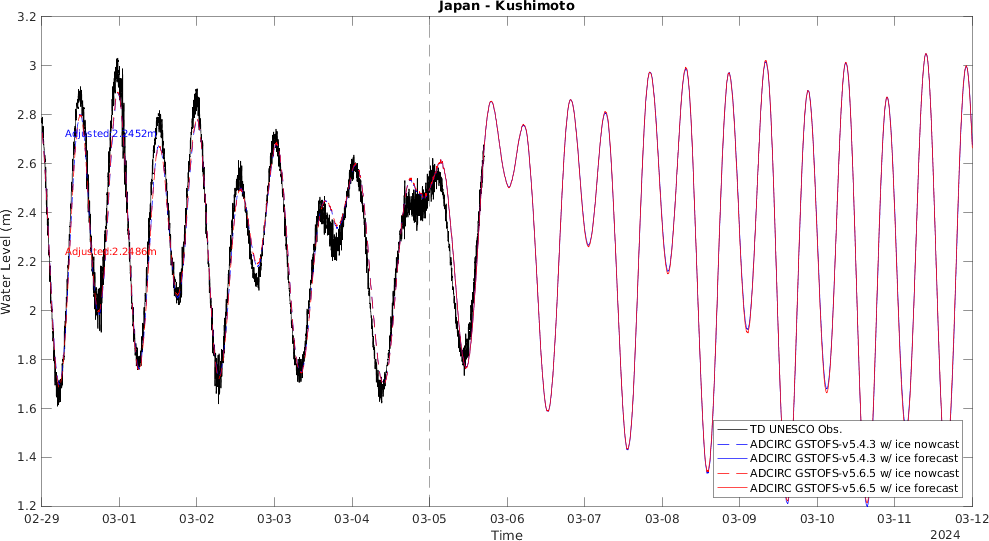 Japan - Kushimoto
3.2
3
2.8
2.6
2.4
2.2
2
1.8
1.6
1.4
1.2
Water Level (m)
Adjusted:2.2452m
Adjusted:2.2486m
TD UNESCO Obs.
ADCIRC GSTOFS-v5.4.3 w/ ice nowcast
ADCIRC GSTOFS-v5.4.3 w/ ice forecast
ADCIRC GSTOFS-v5.6.5 w/ ice nowcast
ADCIRC GSTOFS-v5.6.5 w/ ice forecast
02-29 03-01 03-02 03-03 03-04 03-05 03-06 03-07 03-08 03-09 03-10 03-11 03-12
Time
2024